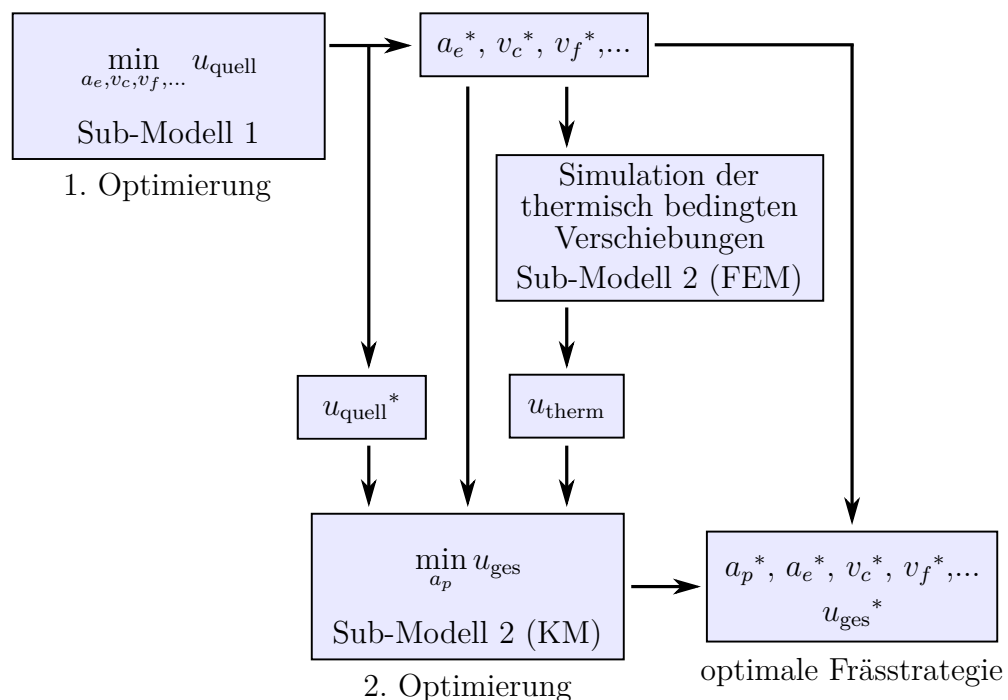 min u_quell
a_e,v_c,v_f,...
Sub-Modell 1
1. Optimierung
a_e*, v_c*, v_f*,...
Simulation der
thermisch bedingten
Verschiebungen
Sub-Modell 2 (FEM)
u_quell*
u_therm
min u_ges
a_p
Sub-Modell 2 (KM)
2. Optimierung
a_p*, a_e*, v_c*, v_f*,...
u_ges*
optimale Frässtrategie